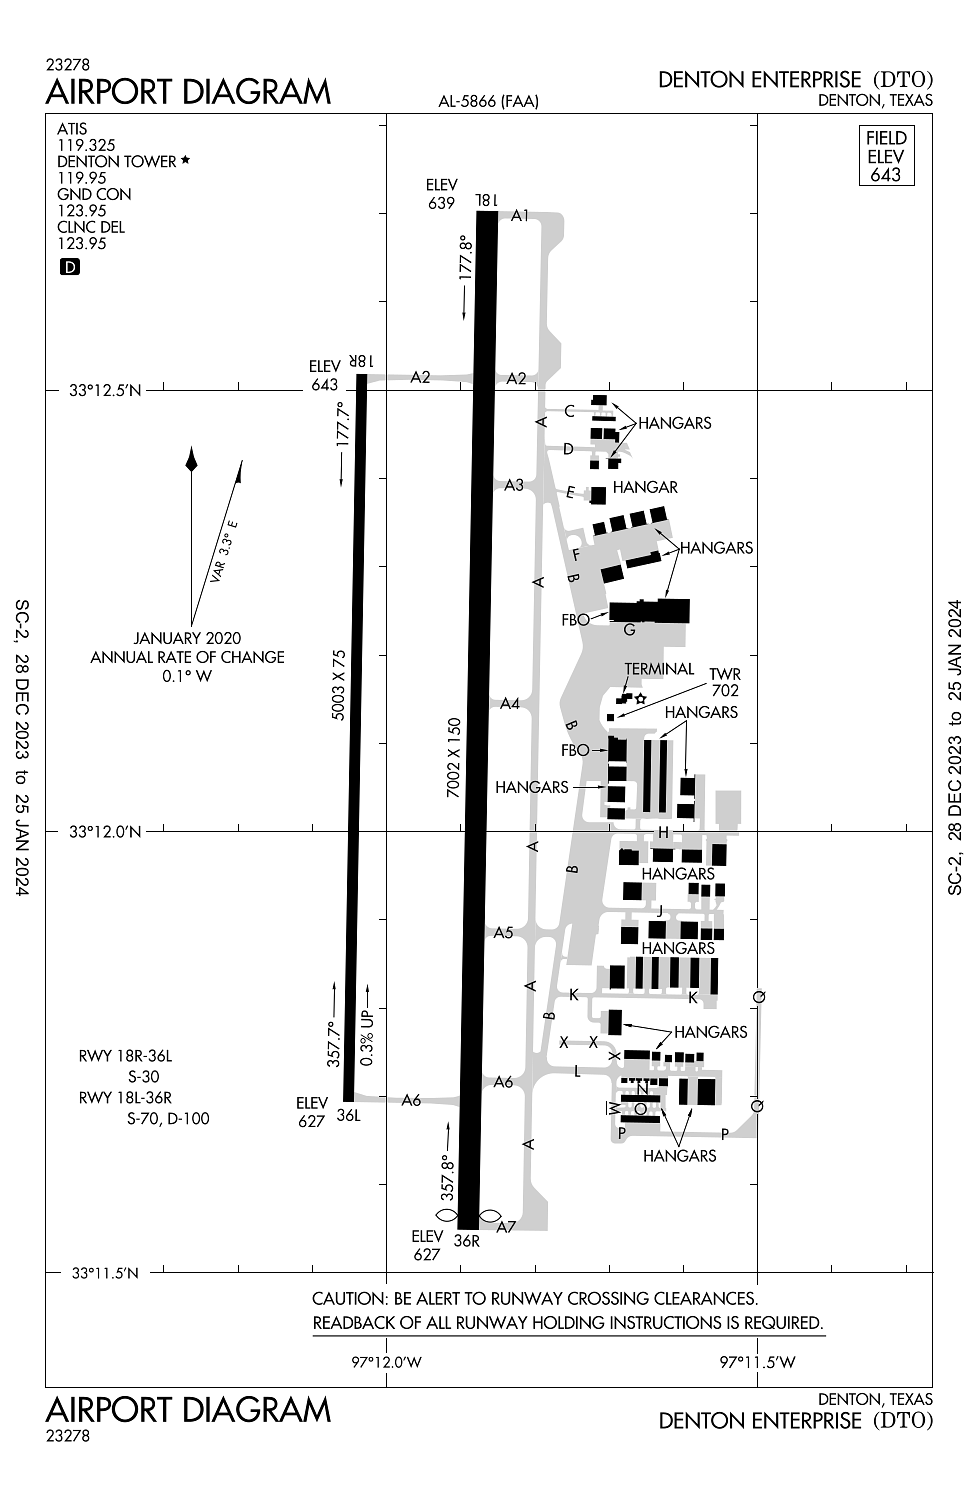 23278
AIRPORT DIAGRAM
AL-5866 (FAA)
DENTON ENTERPRISE (DTO)
DENTON, TEXAS
ATIS
119.325
DENTON TOWER ★
119.95
GND CON
123.95
CLNC DEL
123.95
D
FIELD
ELEV
643
ELEV
639
18L
A1
177.8°
ELEV
643
18R
A2
A2
33°12.5'N
177.7°
C
A
HANGARS
D
A3
E
HANGAR
VAR 3.3° E
F
HANGARS
A
B
JANUARY 2020
ANNUAL RATE OF CHANGE
0.1° W
FBO
G
5003 X 75
TERMINAL
TWR
702
A4
HANGARS
B
7002 X 150
FBO
HANGARS
33°12.0'N
H
A
B
HANGARS
J
A5
HANGARS
A
K
K
Q
B
357.7°
0.3% UP
HANGARS
X
X
X
RWY 18R-36L
S-30
RWY 18L-36R
S-70, D-100
L
A6
A6
N
W
O
Q
ELEV
627
36L
P
P
A
HANGARS
357.8°
A7
ELEV
627
36R
33°11.5'N
CAUTION: BE ALERT TO RUNWAY CROSSING CLEARANCES.
READBACK OF ALL RUNWAY HOLDING INSTRUCTIONS IS REQUIRED.
97°12.0'W
97°11.5'W
AIRPORT DIAGRAM
23278
DENTON, TEXAS
DENTON ENTERPRISE (DTO)
SC-2, 28 DEC 2023 to 25 JAN 2024
SC-2, 28 DEC 2023 to 25 JAN 2024